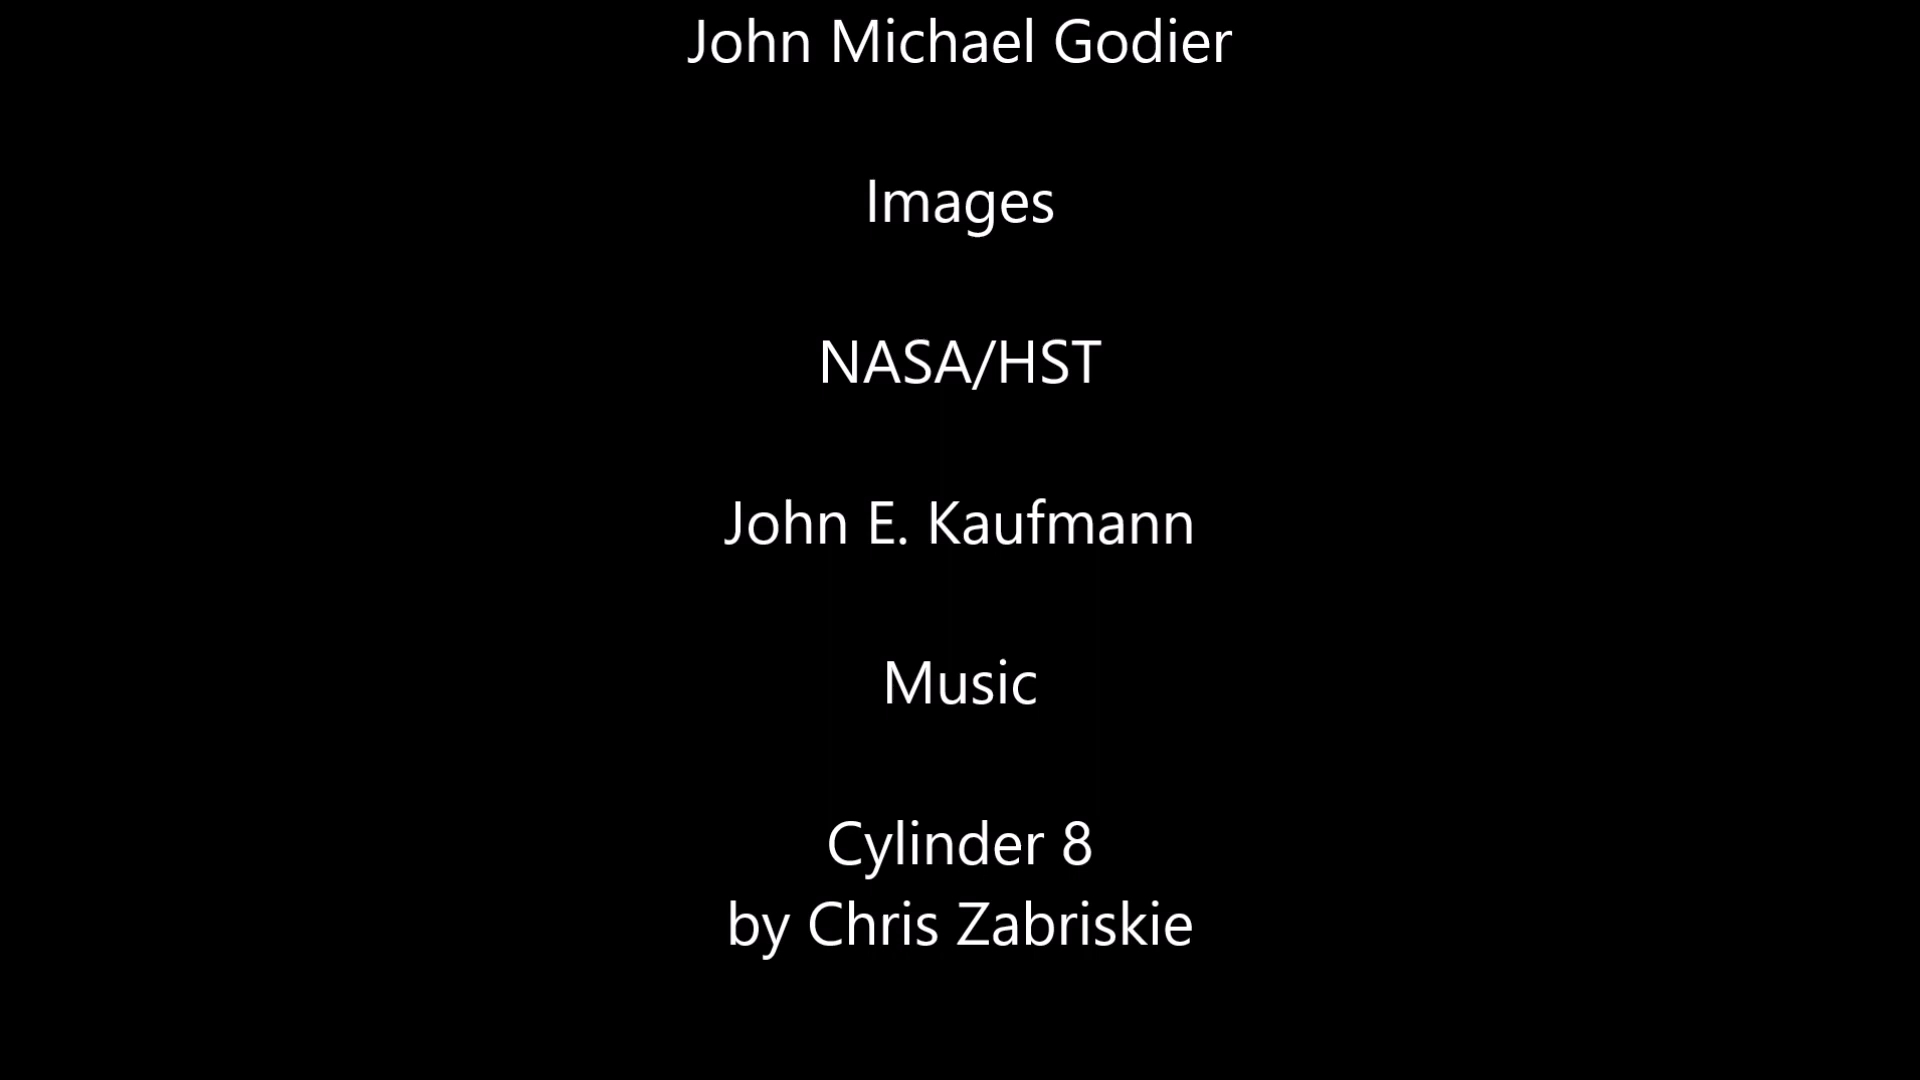 John Michael Godier
Images
NASA/HST
John E. Kaufmann
Music
Cylinder 8
by Chris Zabriskie